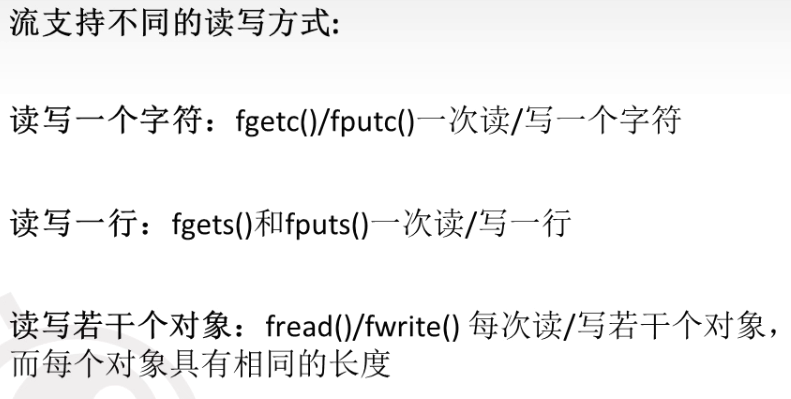 流支持不同的读写方式:
读写一个字符：fgetc()/fputc()一次读/写一个字符
读写一行：fgets()和fputs()一次读/写一行
读写若干个对象：fread()/fwrite() 每次读/写若干个对象，
而每个对象具有相同的长度